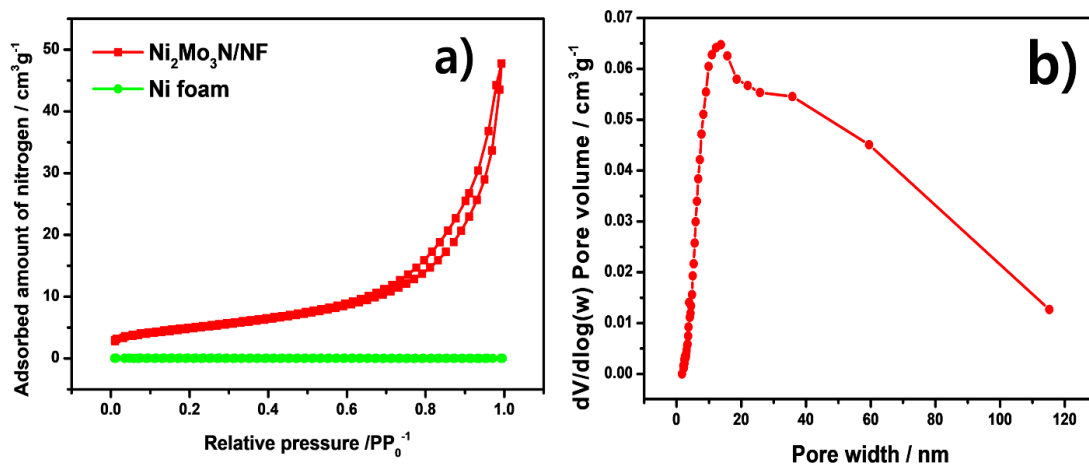 a)
Ni₂Mo₃N/NF
Ni foam
Adsorbed amount of nitrogen / cm³g⁻¹
50
40
30
20
10
0
0.0 0.2 0.4 0.6 0.8 1.0
Relative pressure /PP₀⁻¹
b)
dV/dlog(w) Pore volume / cm³g⁻¹
0.07
0.06
0.05
0.04
0.03
0.02
0.01
0.00
0 20 40 60 80 100 120
Pore width / nm